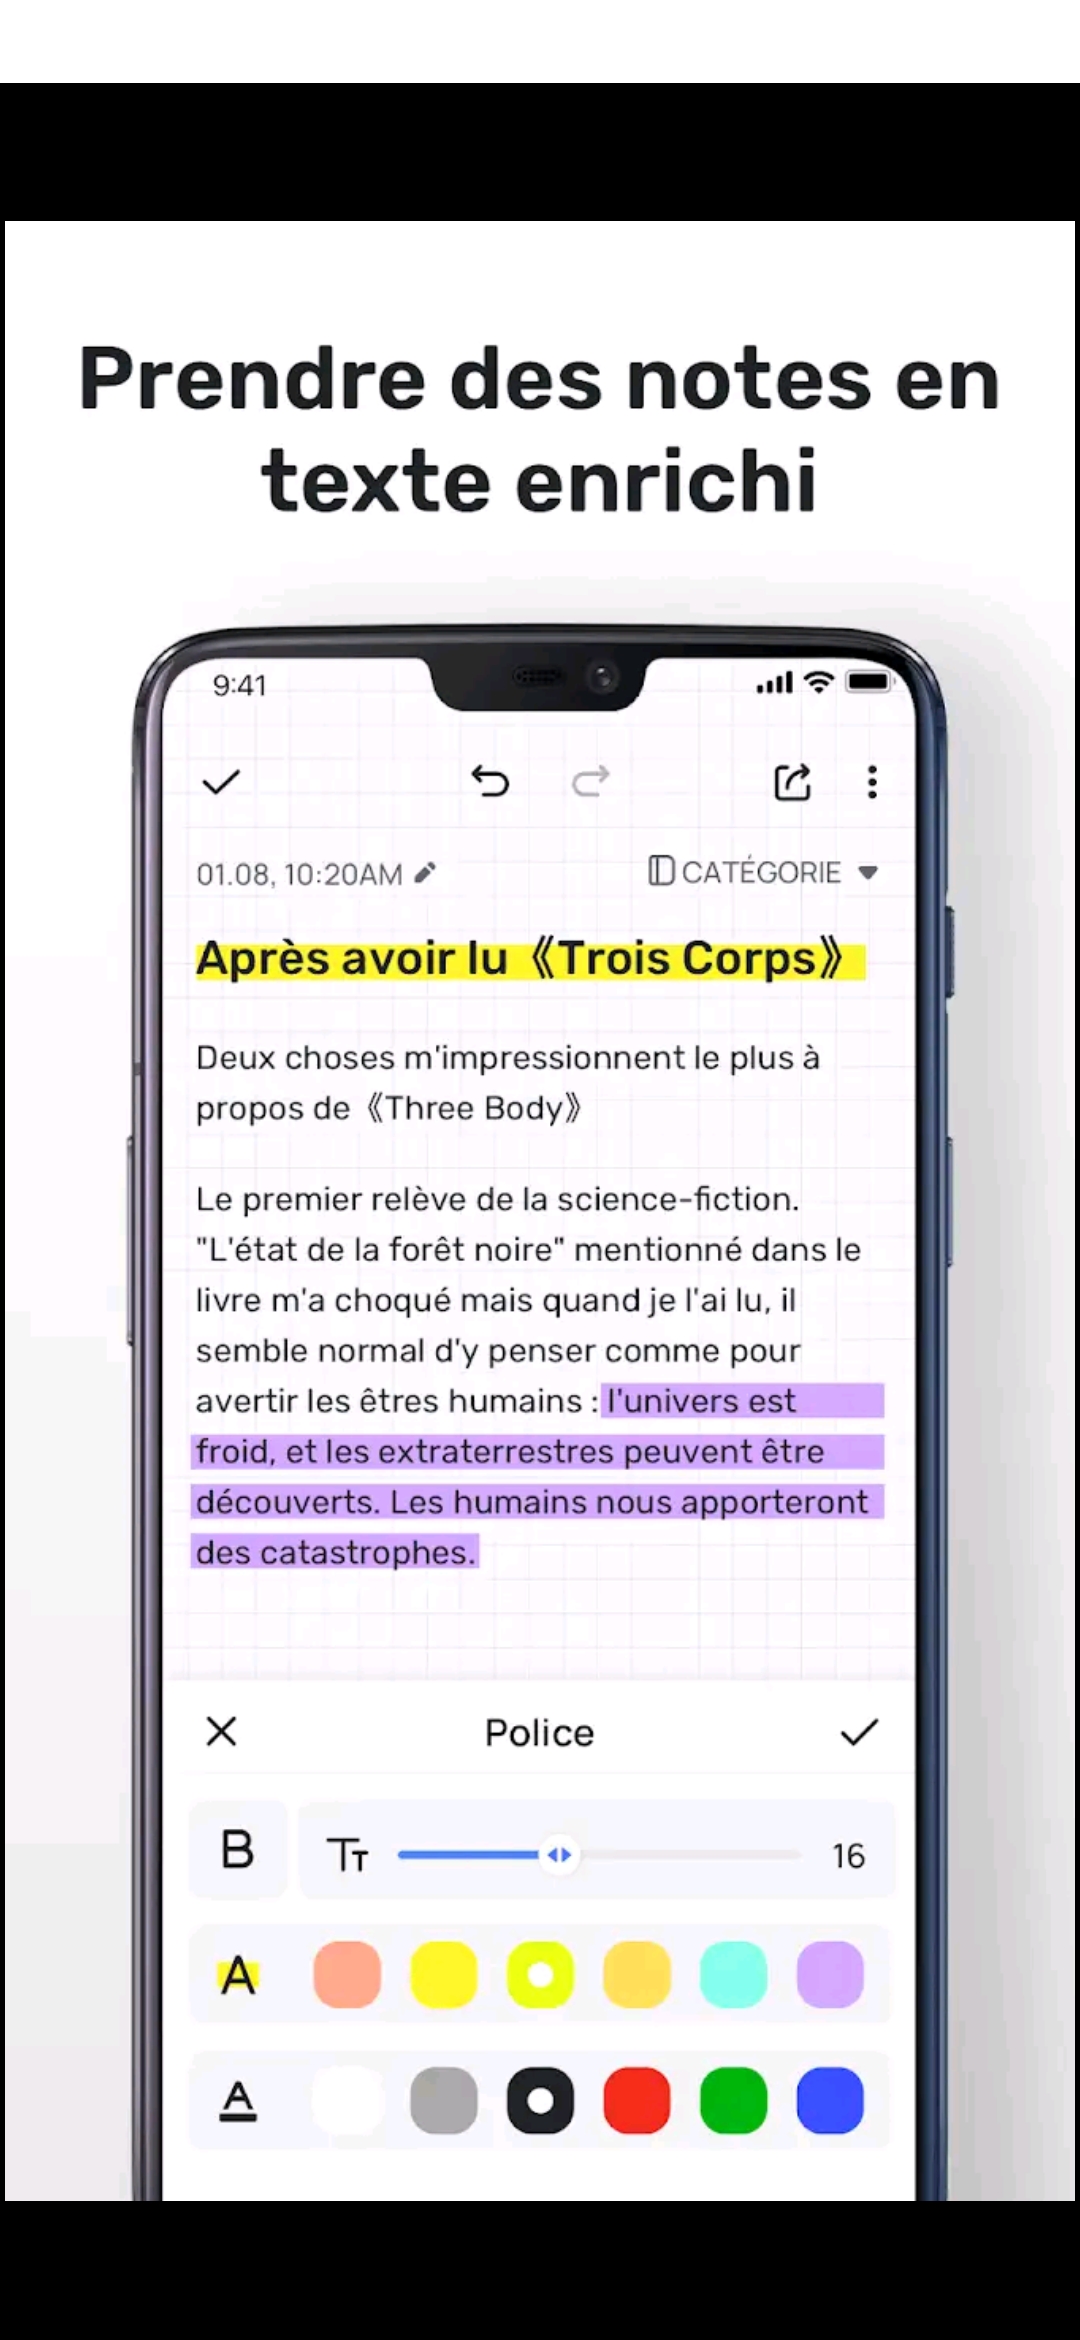 Prendre des notes en
texte enrichi
9:41
01.08, 10:20AM
CATÉGORIE
Après avoir lu 《Trois Corps》
Deux choses m'impressionnent le plus à
propos de 《Three Body》
Le premier relève de la science-fiction.
"L'état de la forêt noire" mentionné dans le
livre m'a choqué mais quand je l'ai lu, il
semble normal d'y penser comme pour
avertir les êtres humains : l'univers est
froid, et les extraterrestres peuvent être
découverts. Les humains nous apporteront
des catastrophes.
Police
B
Tт 16
A
A